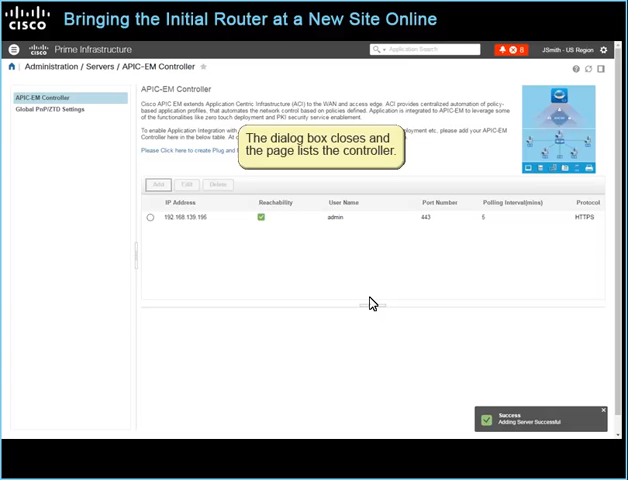 CISCO
Bringing the Initial Router at a New Site Online
CISCO
Prime Infrastructure
Application Search
8
JSmith - US Region
Administration / Servers / APIC-EM Controller
APIC-EM Controller
Global PnP/ZTD Settings
APIC-EM Controller
Cisco APIC EM extends Application Centric Infrastructure (ACI) to the WAN and access edge. ACI provides centralized automation of policy-
based application profiles, that automates the network control based on policies defined. Application is integrated to APIC-EM to leverage some
of the functionalities like zero touch deployment and PKI security service enablement.
To enable Application Integration with
ployment etc, please add your APIC-EM
Controller here in the below table. At
Please Click here to create Plug and
The dialog box closes and
the page lists the controller.
Add
Edit
Delete
IP Address
Reachability
User Name
Port Number
Polling Interval(mins)
Protocol
192.168.139.196
admin
443
5
HTTPS
Success
Adding Server Successful